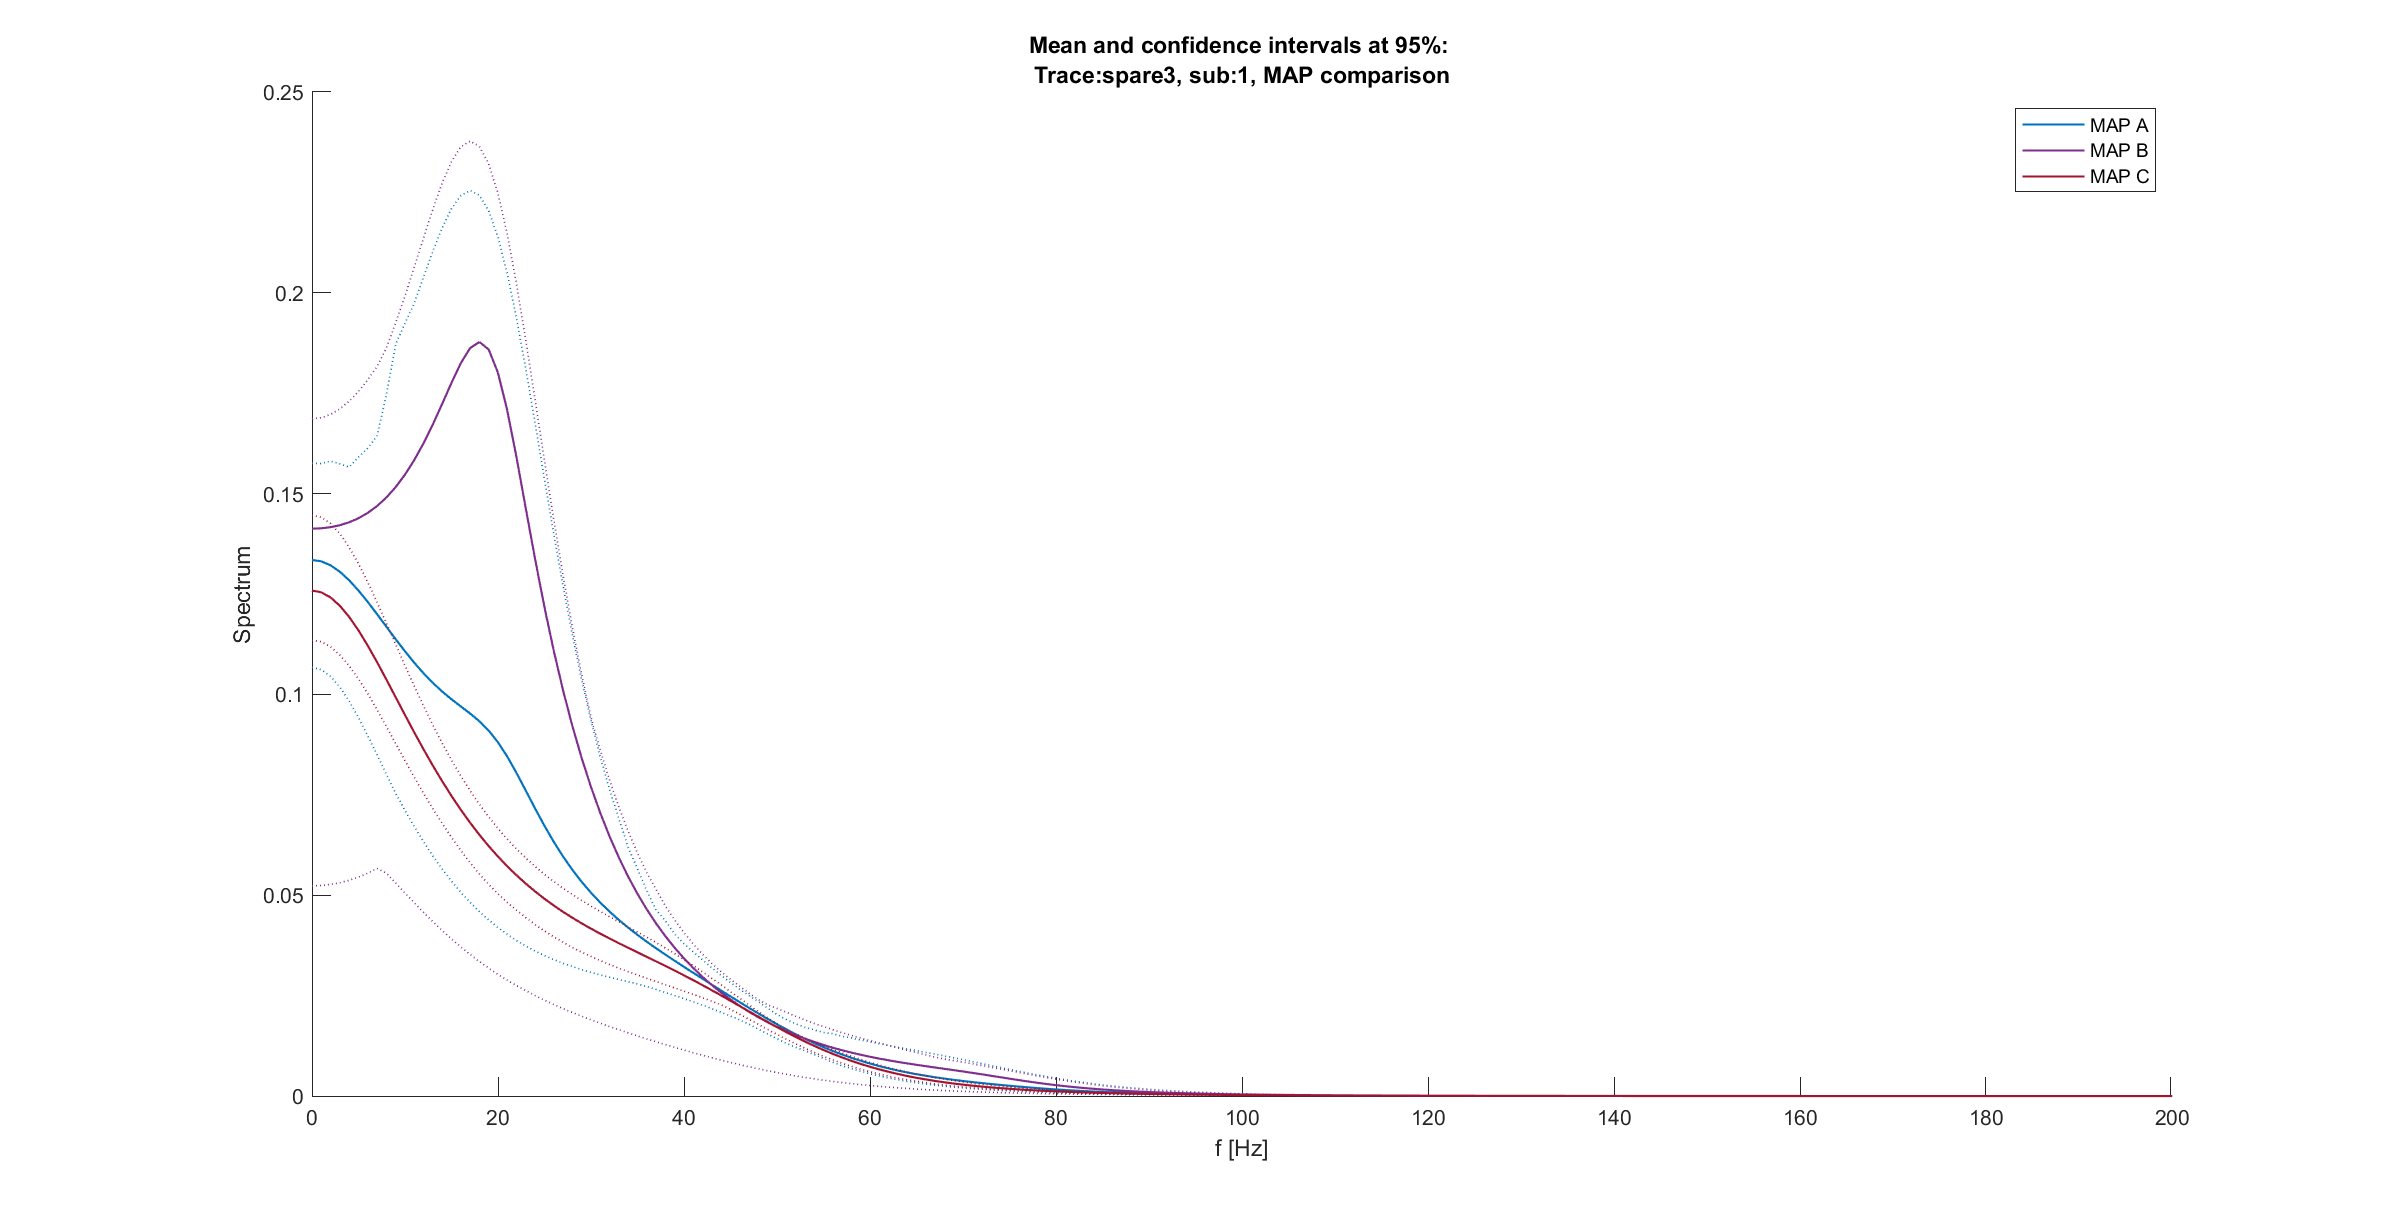 Mean and confidence intervals at 95%:
Trace:spare3, sub:1, MAP comparison
MAP A
MAP B
MAP C
Spectrum
0.25
0.2
0.15
0.1
0.05
0
0 20 40 60 80 100 120 140 160 180 200
f [Hz]